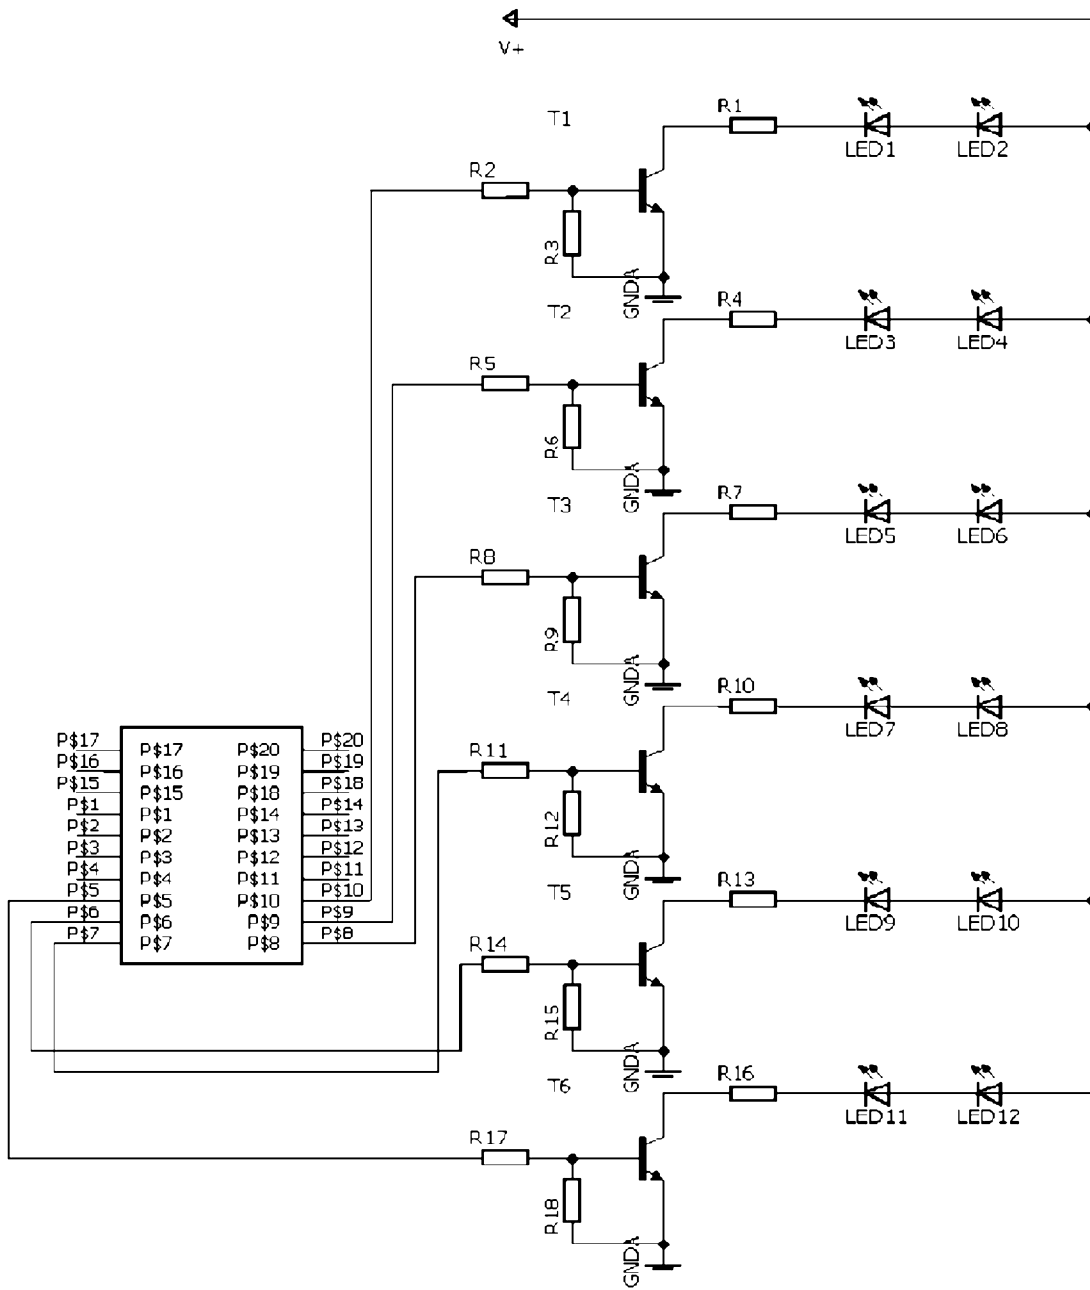 V+
T1
R1
LED1 LED2
R2
R3
GNDA
T2
R4
LED3 LED4
R5
R6
GNDA
T3
R7
LED5 LED6
R8
R9
GNDA
T4
R10
LED7 LED8
R11
R12
GNDA
T5
R13
LED9 LED10
R14
R15
GNDA
T6
R16
LED11 LED12
R17
R18
GNDA
P$17 P$17 P$20 P$20
P$16 P$16 P$19 P$19
P$15 P$15 P$18 P$18
P$1 P$1 P$14 P$14
P$2 P$2 P$13 P$13
P$3 P$3 P$12 P$12
P$4 P$4 P$11 P$11
P$5 P$5 P$10 P$10
P$6 P$6 P$9 P$9
P$7 P$7 P$8 P$8